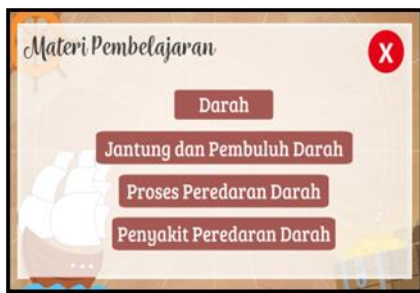 Materi Pembelajaran
X
Darah
Jantung dan Pembuluh Darah
Proses Peredaran Darah
Penyakit Peredaran Darah